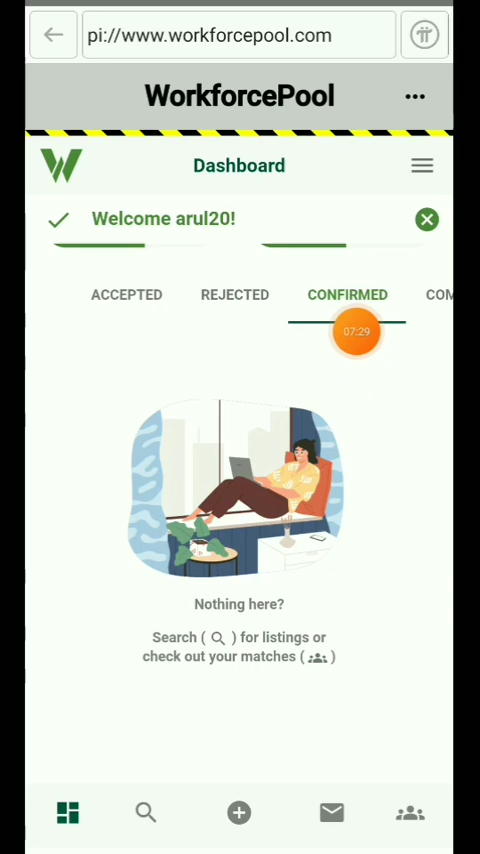 pi://www.workforcepool.com
WorkforcePool
Dashboard
Welcome arul20!
ACCEPTED REJECTED CONFIRMED COM
07:29
Nothing here?
Search ( ) for listings or
check out your matches ( )